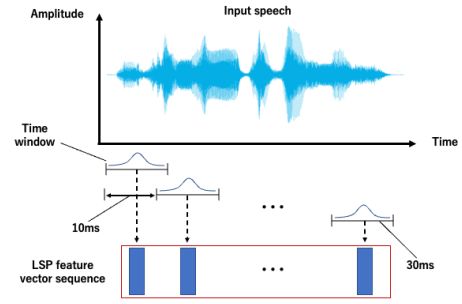 Input speech
Amplitude
Time
Time
window
10ms
30ms
LSP feature
vector sequence